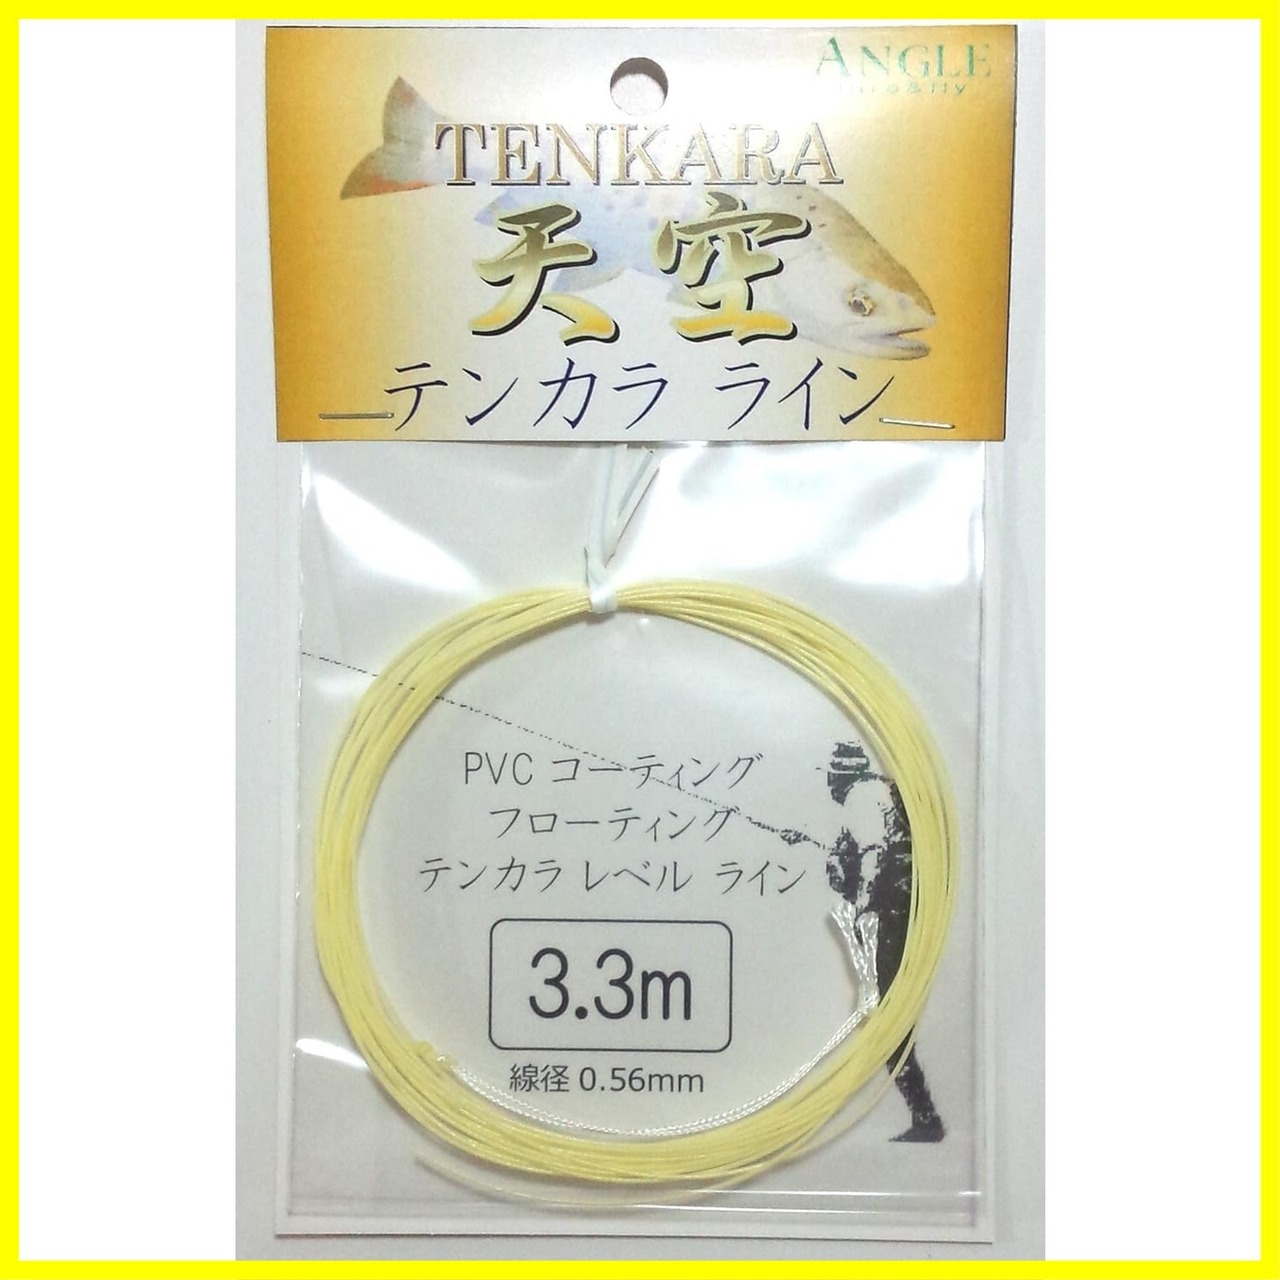 ANGLE
TENKARA
天空
テンカラ ライン
PVC コーティング
フローティング
テンカラ レベル ライン
3.3m
線径 0.56mm